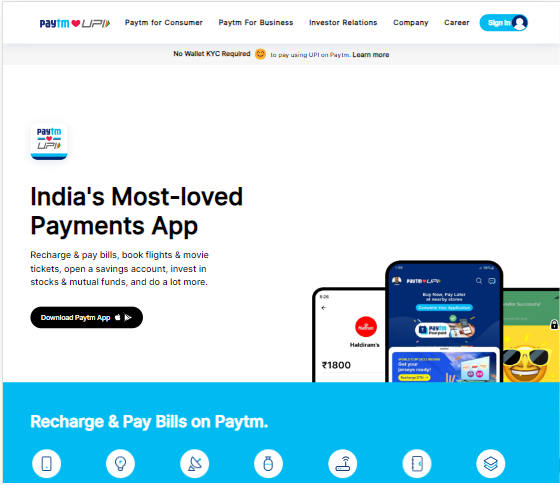 paytm UPI
Paytm for Consumer
Paytm For Business
Investor Relations
Company
Career
Sign In
No Wallet KYC Required to pay using UPI on Paytm. Learn more
paytm
UPI
India's Most-loved
Payments App
Recharge & pay bills, book flights & movie
tickets, open a savings account, invest in
stocks & mutual funds, and do a lot more.
Download Paytm App
9:26
Haldiram's
₹1800
paytm UPI
Buy Now, Pay Later
at nearby stores
Complete Your Application
paytm
Postpaid
Get your
jerseys ready!
Recharge DTH
Successful
Recharge & Pay Bills on Paytm.